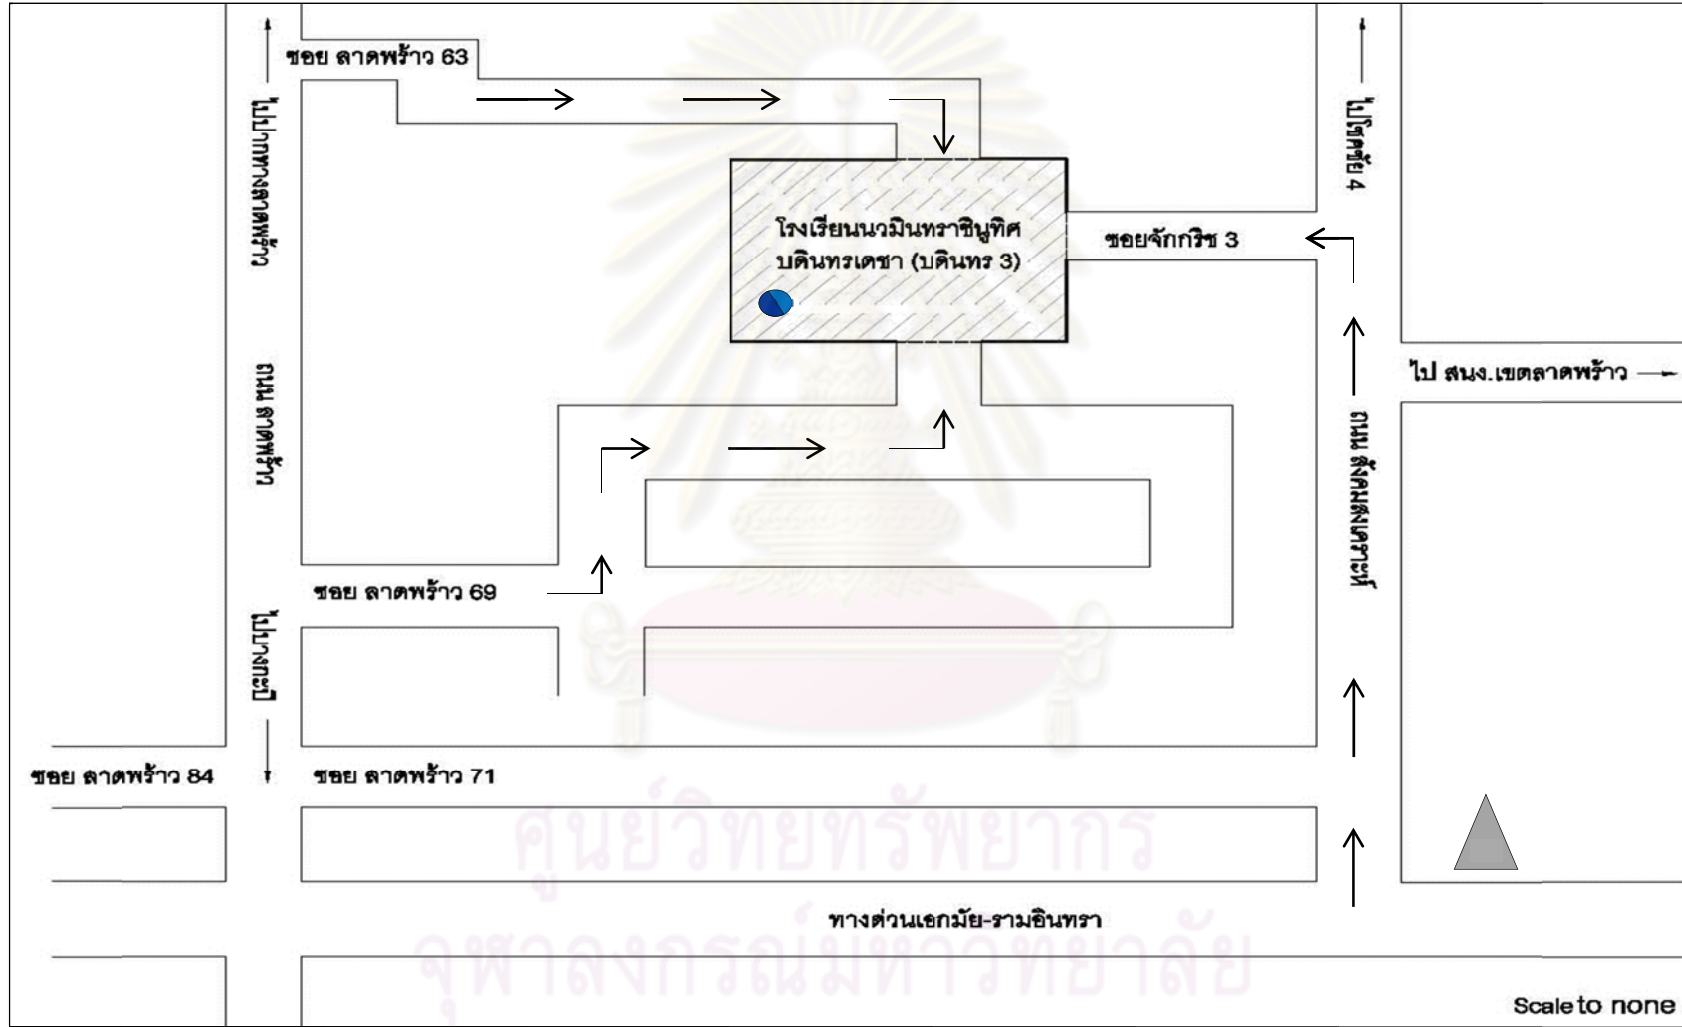 ซอย ลาดพร้าว 63
ไปปากทางลาดพร้าว
ไปโชคชัย 4
โรงเรียนนวมินทราชินูทิศ
บดินทรเดชา (บดินทร 3)
ซอยจักกริช 3
ไป สนง.เขตลาดพร้าว
ถนน ลาดพร้าว
ถนน สังคมสงเคราะห์
ซอย ลาดพร้าว 69
ไปบางกะปิ
ซอย ลาดพร้าว 84
ซอย ลาดพร้าว 71
ศูนย์วิทยทรัพยากร
ทางด่วนเอกมัย-รามอินทรา
จุฬาลงกรณ์มหาวิทยาลัย
Scale to none